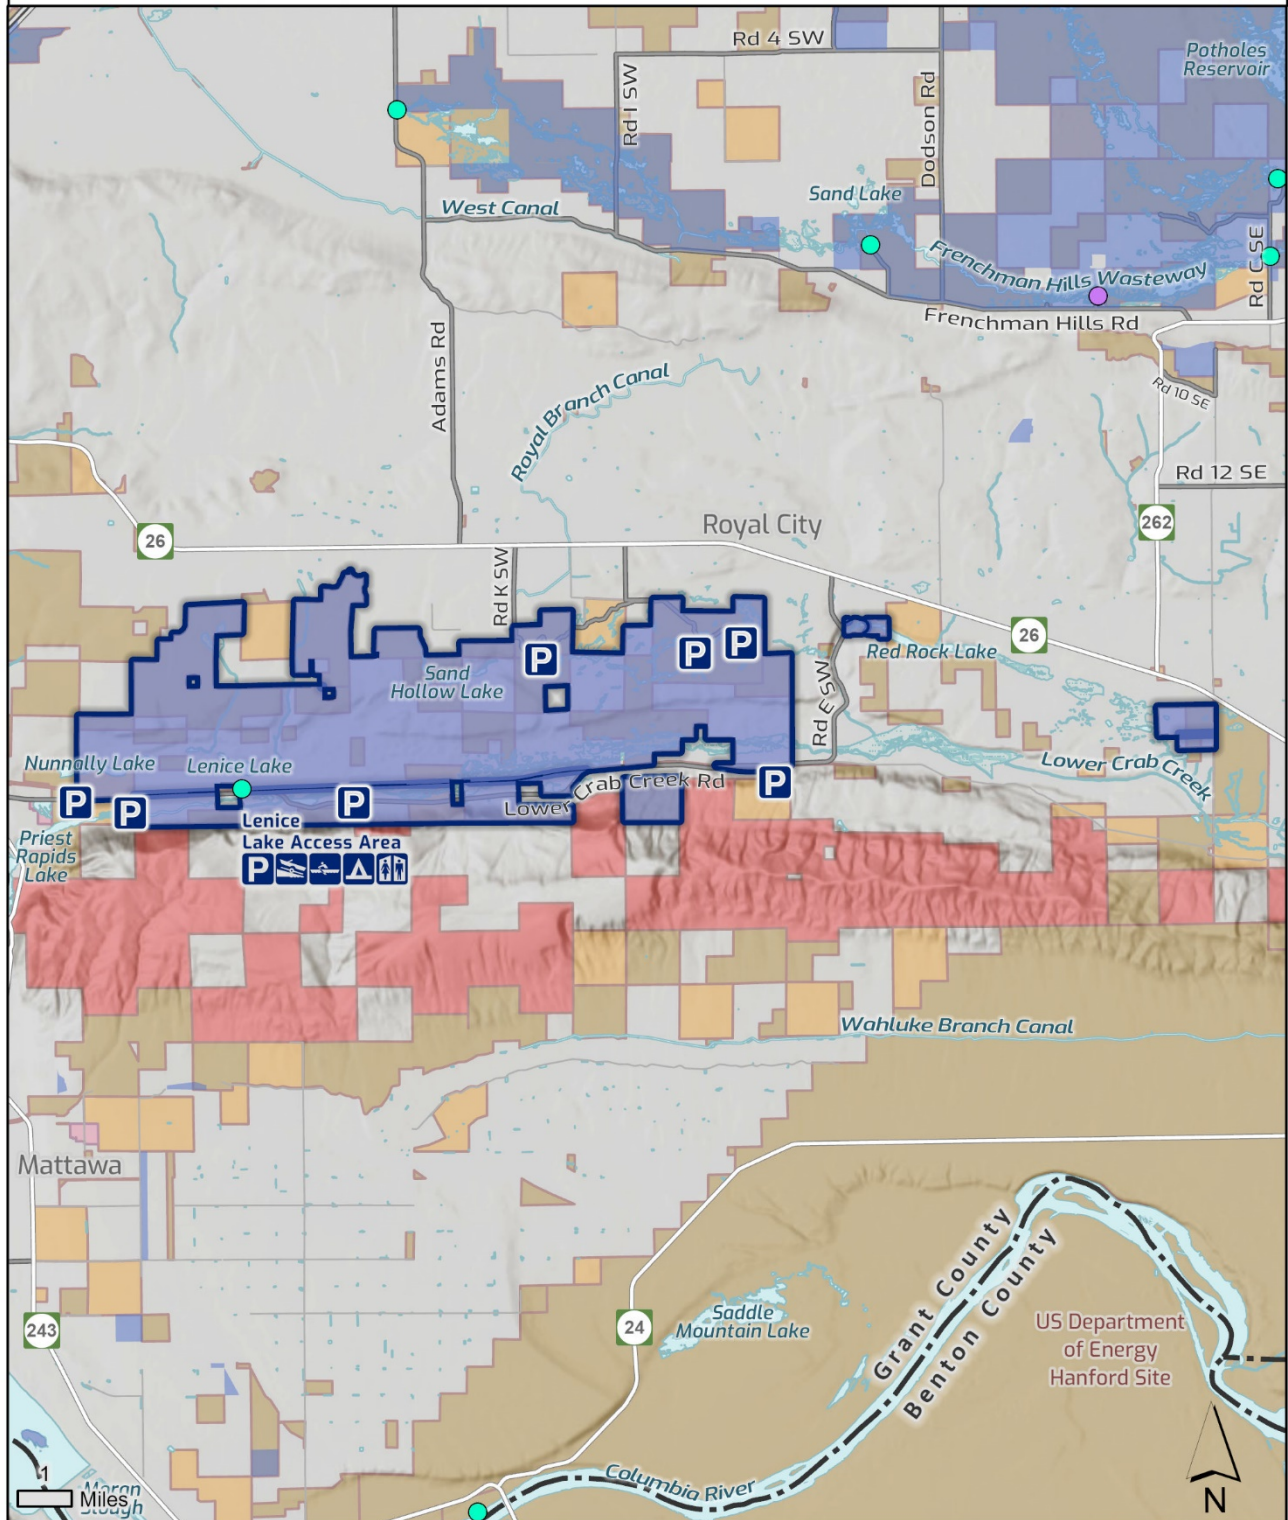 Rd 4 SW
Potholes
Reservoir
Rd I SW
Dodson Rd
Sand Lake
West Canal
Frenchman Hills Wasteway
Rd C SE
Frenchman Hills Rd
Adams Rd
Royal Branch Canal
Rd 10 SE
Rd 12 SE
Royal City
262
26
Rd K SW
26
Red Rock Lake
P
P
P
Sand
Hollow Lake
Rd E SW
Nunnally Lake
Lenice Lake
Lower Crab Creek
Lower Crab Creek Rd
P
P
P
P
Lenice
Lake Access Area
P
Priest
Rapids
Lake
Wahluke Branch Canal
Mattawa
Grant County
Benton County
243
24
Saddle
Mountain Lake
US Department
of Energy
Hanford Site
Columbia River
Moran
Slough
1
Miles
N